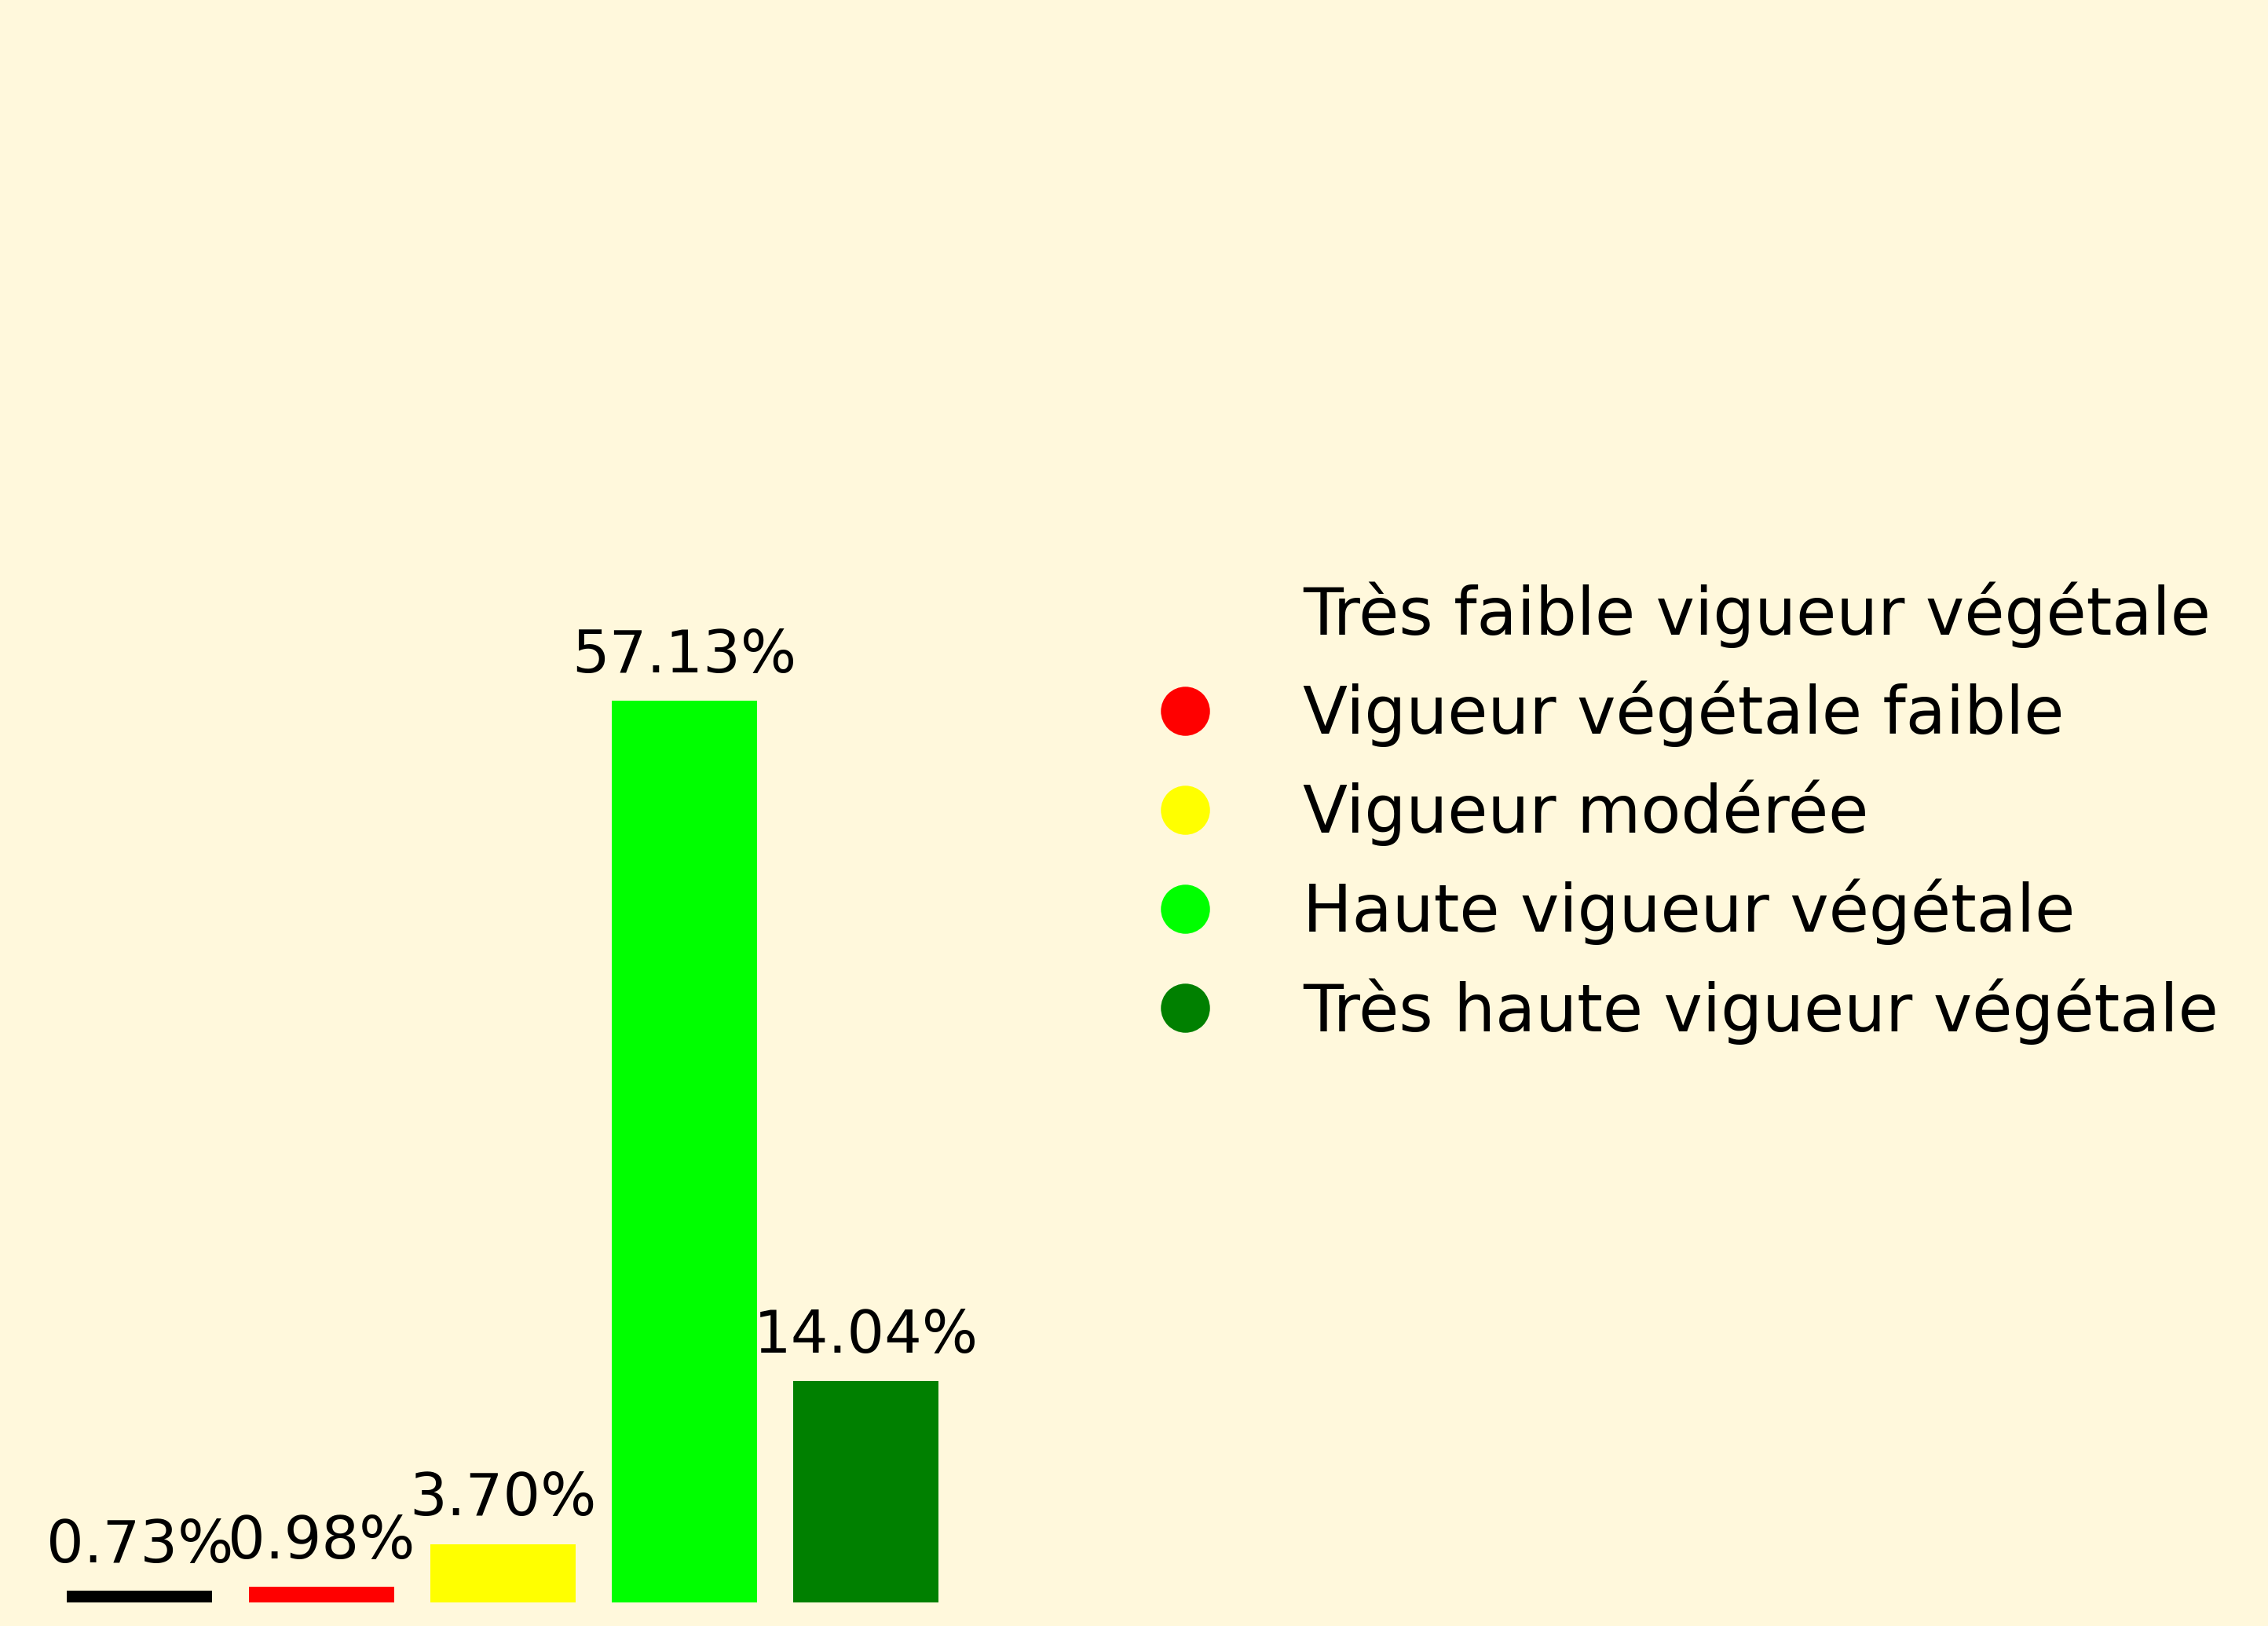 57.13%
14.04%
3.70%
0.98%
0.73%
Très faible vigueur végétale
Vigueur végétale faible
Vigueur modérée
Haute vigueur végétale
Très haute vigueur végétale